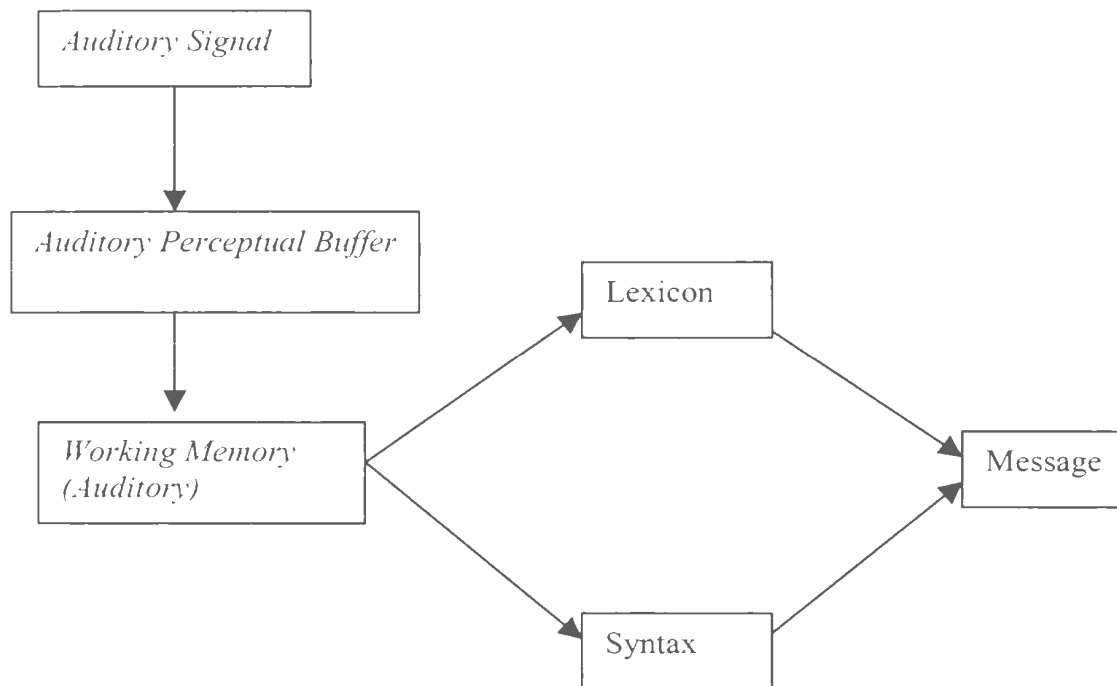 Auditory Signal
Auditory Perceptual Buffer
Lexicon
Working Memory
(Auditory)
Message
Syntax